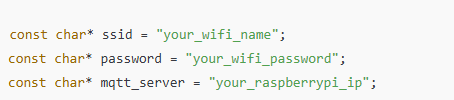 const char* ssid = "your_wifi_name";
const char* password = "your_wifi_password";
const char* mqtt_server = "your_raspberrypi_ip";